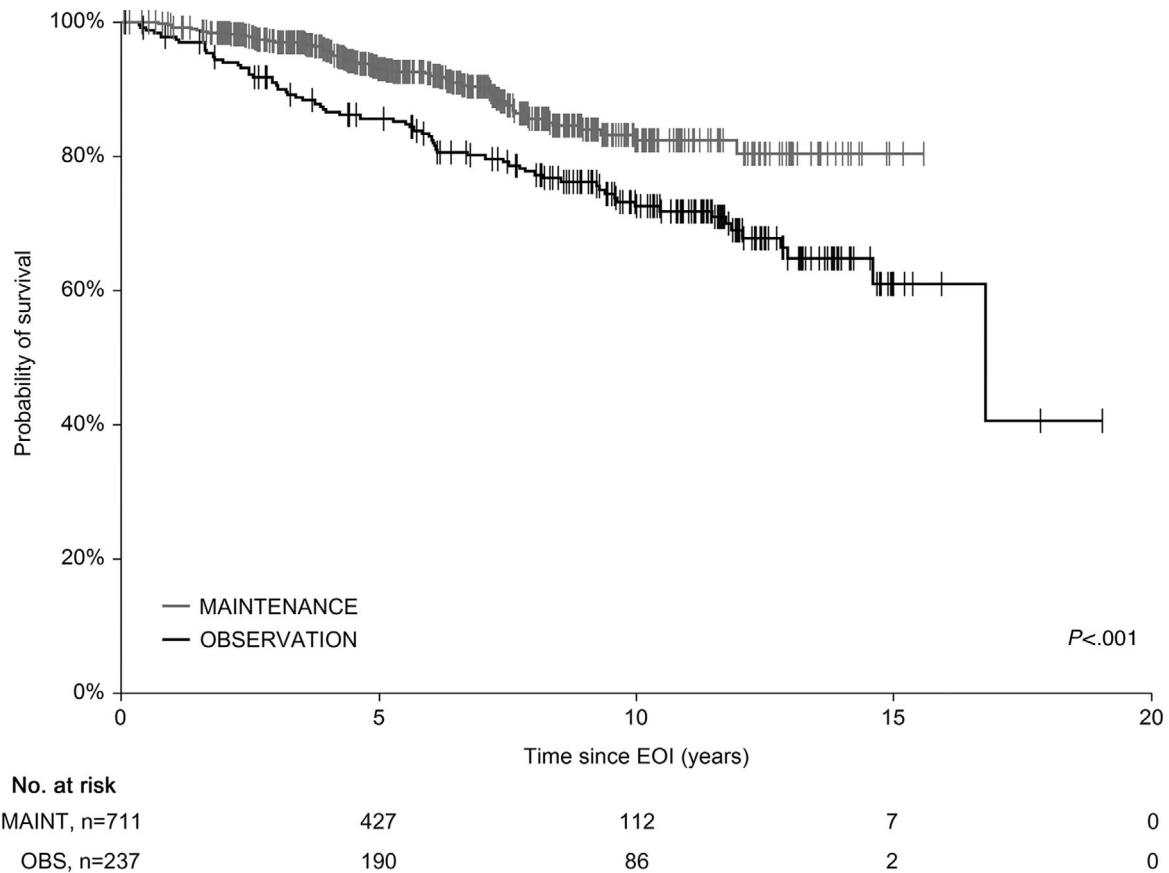 100%
80%
60%
40%
20%
0%
Probability of survival
MAINTENANCE
OBSERVATION
P<.001
0 5 10 15 20
Time since EOI (years)
No. at risk
MAINT, n=711 427 112 7 0
OBS, n=237 190 86 2 0